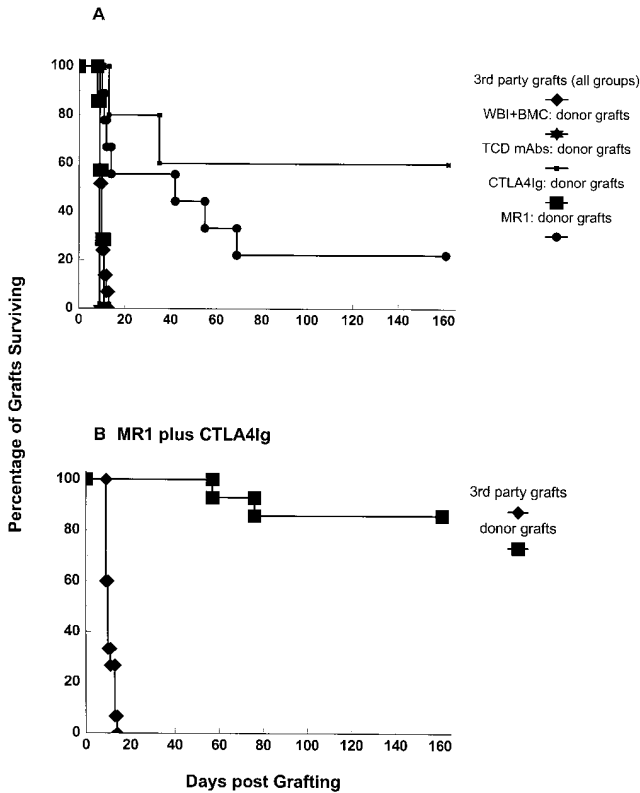 A
100
80
60
40
20
0
0 20 40 60 80 100 120 140 160
3rd party grafts (all groups)
WBI+BMC: donor grafts
TCD mAbs: donor grafts
CTLA4Ig: donor grafts
MR1: donor grafts
Percentage of Grafts Surviving
B MR1 plus CTLA4Ig
100
80
60
40
20
0
0 20 40 60 80 100 120 140 160
3rd party grafts
donor grafts
Days post Grafting